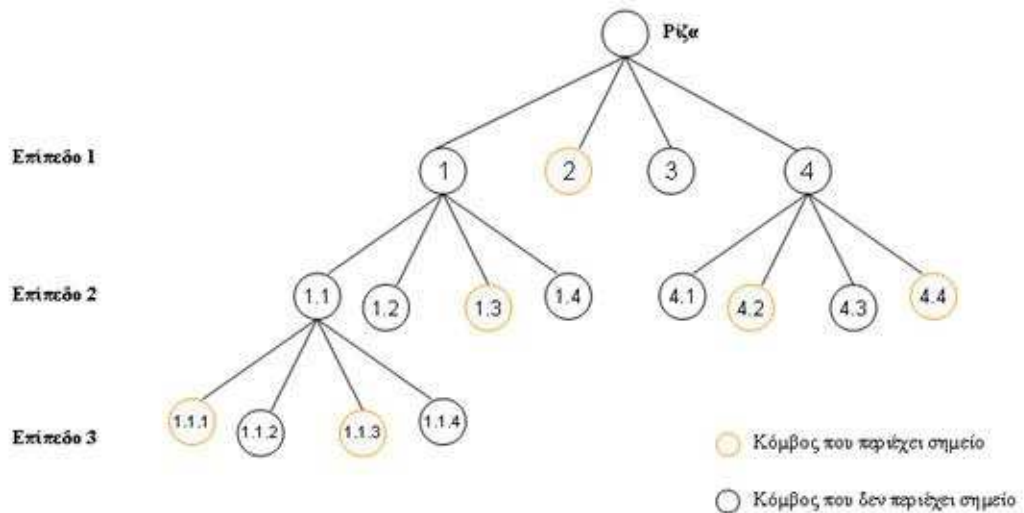 Ρίζα
Επίπεδο 1
1
2
3
4
Επίπεδο 2
1.1
1.2
1.3
1.4
4.1
4.2
4.3
4.4
Επίπεδο 3
1.1.1
1.1.2
1.1.3
1.1.4
Κόμβος που περιέχει σημείο
Κόμβος που δεν περιέχει σημείο